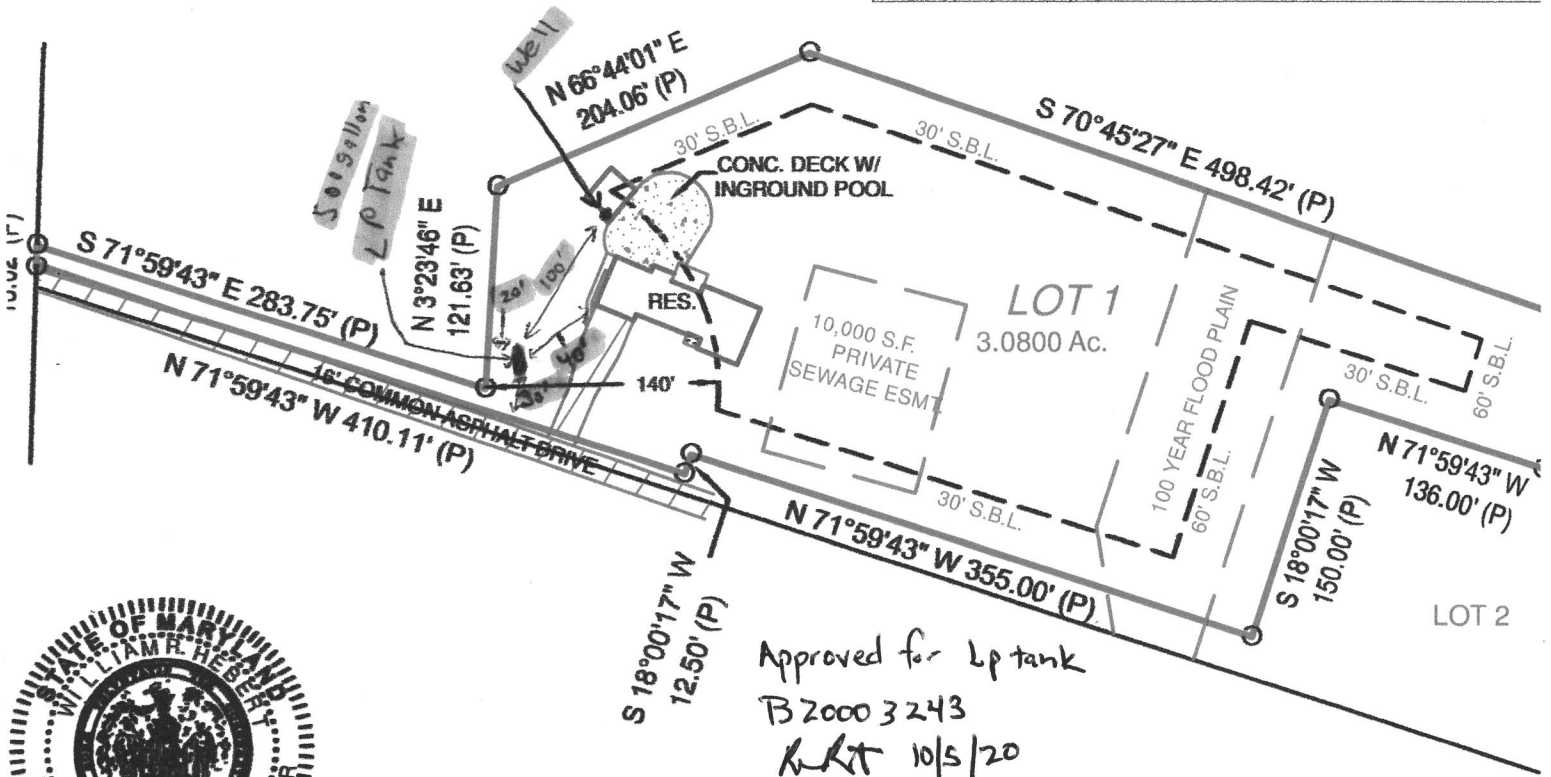 Well
N 66°44'01" E
204.06' (P)
S 70°45'27" E 498.42' (P)
30' S.B.L.
30' S.B.L.
CONC. DECK W/
INGROUND POOL
LP Tank
N 3°23'46" E
121.63' (P)
S 71°59'43" E 283.75' (P)
20'
100'
40'
30'
RES.
140'
10,000 S.F.
PRIVATE
SEWAGE ESMT.
LOT 1
3.0800 Ac.
100 YEAR FLOOD PLAIN
60' S.B.L.
30' S.B.L.
60' S.B.L.
16' COMMON ASPHALT DRIVE
N 71°59'43" W 410.11' (P)
30' S.B.L.
N 71°59'43" W 355.00' (P)
S 18°00'17" W
12.50' (P)
S 18°00'17" W
150.00' (P)
N 71°59'43" W
136.00' (P)
LOT 2
Approved for Lp tank
B20003243
10/5/20
STATE OF MARYLAND
WILLIAM R. HEBERT